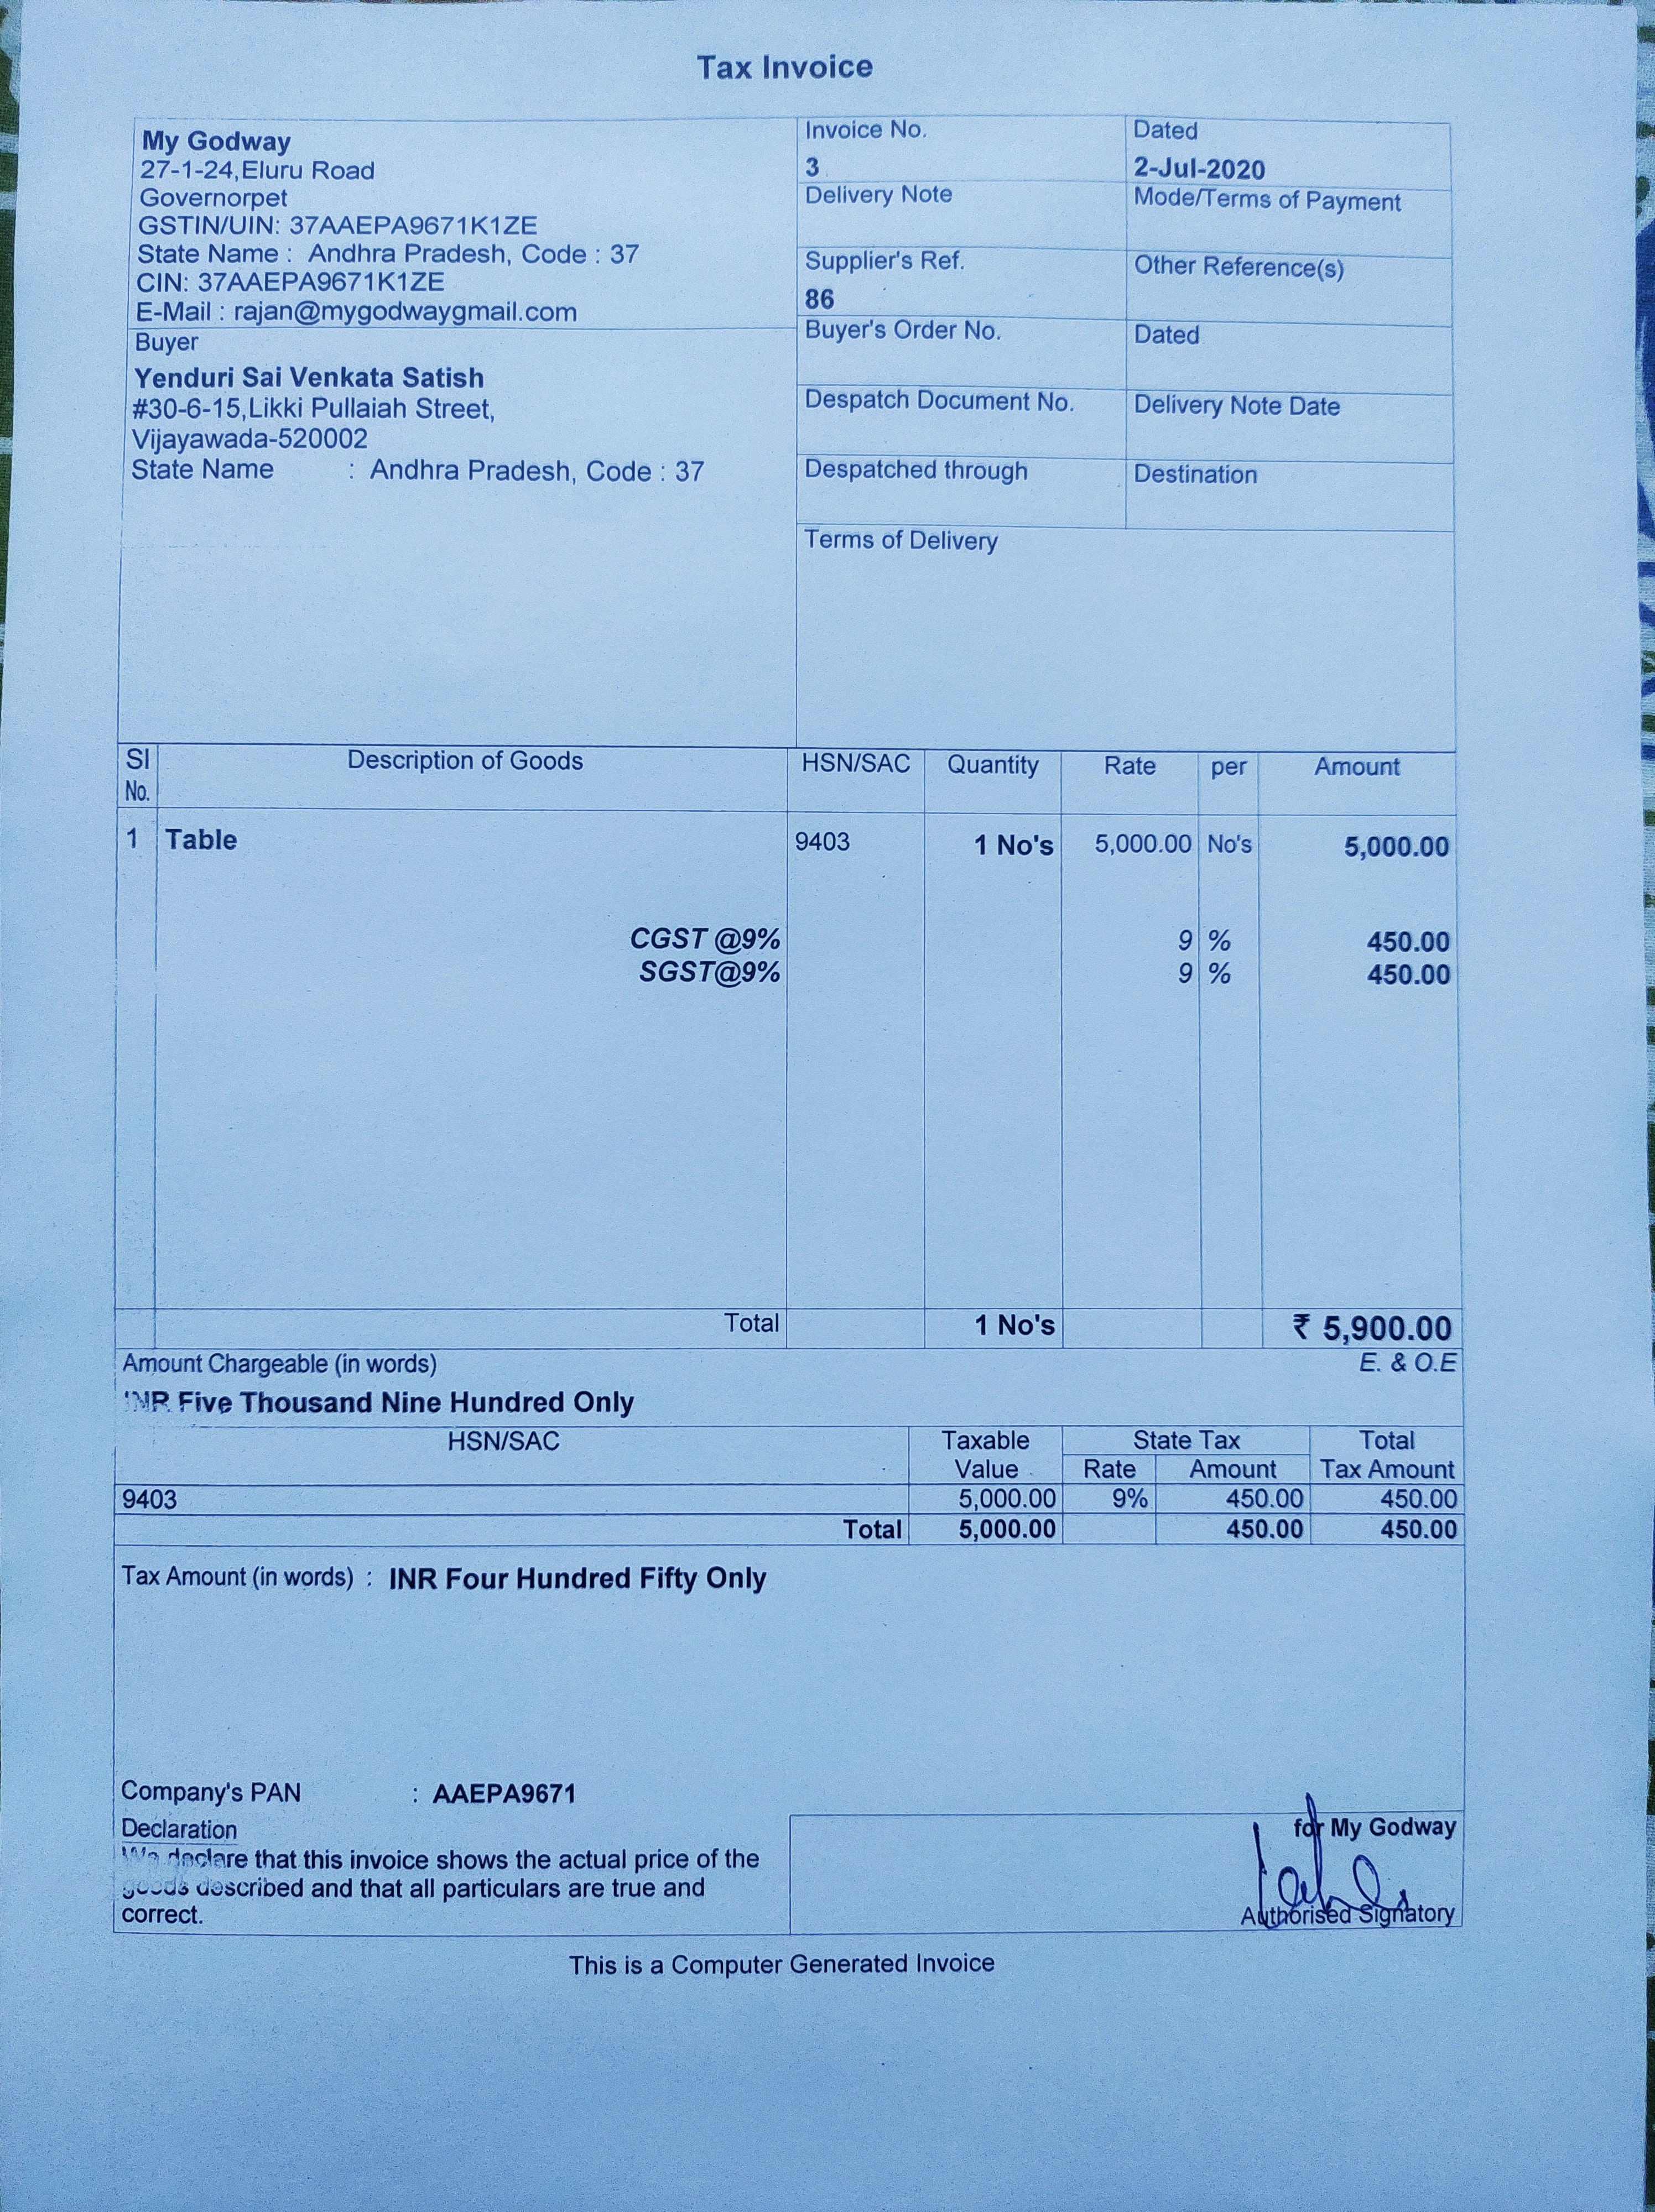 Tax Invoice
My Godway
27-1-24,Eluru Road
Governorpet
GSTIN/UIN: 37AAEPA9671K1ZE
State Name : Andhra Pradesh, Code : 37
CIN: 37AAEPA9671K1ZE
E-Mail : rajan@mygodwaygmail.com
Buyer
Yenduri Sai Venkata Satish
#30-6-15,Likki Pullaiah Street,
Vijayawada-520002
State Name : Andhra Pradesh, Code : 37
Invoice No. Dated
3 2-Jul-2020
Delivery Note Mode/Terms of Payment
Supplier's Ref. Other Reference(s)
86
Buyer's Order No. Dated
Despatch Document No. Delivery Note Date
Despatched through Destination
Terms of Delivery
Sl Description of Goods HSN/SAC Quantity Rate per Amount
No.
1 Table 9403 1 No's 5,000.00 No's 5,000.00
CGST @9% 9 % 450.00
SGST@9% 9 % 450.00
Total 1 No's ₹ 5,900.00
Amount Chargeable (in words) E. & O.E
INR Five Thousand Nine Hundred Only
HSN/SAC Taxable State Tax Total
Value Rate Amount Tax Amount
9403 5,000.00 9% 450.00 450.00
Total 5,000.00 450.00 450.00
Tax Amount (in words) : INR Four Hundred Fifty Only
Company's PAN : AAEPA9671
Declaration
We declare that this invoice shows the actual price of the
goods described and that all particulars are true and
correct.
for My Godway
Authorised Signatory
This is a Computer Generated Invoice